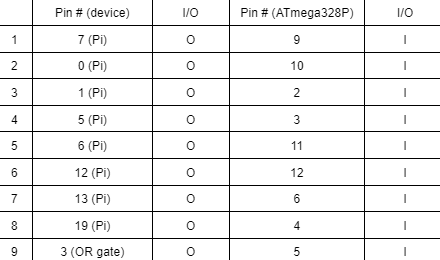 Pin # (device) I/O Pin # (ATmega328P) I/O
1 7 (Pi) O 9 I
2 0 (Pi) O 10 I
3 1 (Pi) O 2 I
4 5 (Pi) O 3 I
5 6 (Pi) O 11 I
6 12 (Pi) O 12 I
7 13 (Pi) O 6 I
8 19 (Pi) O 4 I
9 3 (OR gate) O 5 I